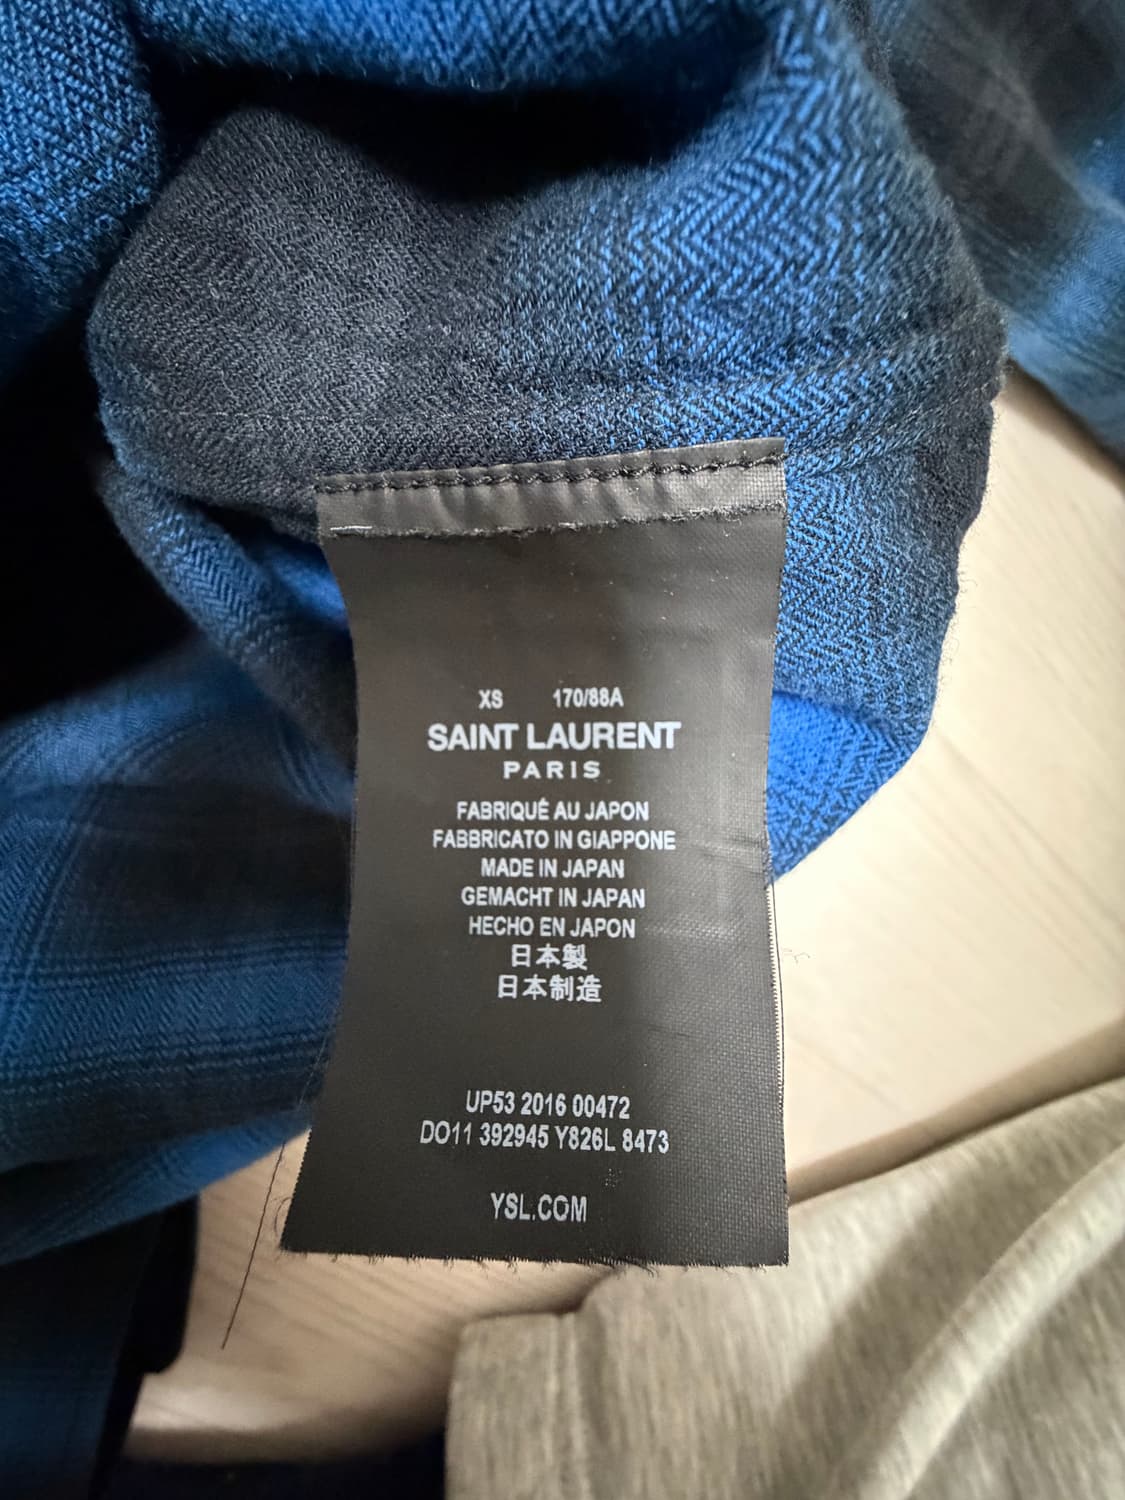 XS 170/88A
SAINT LAURENT
PARIS
FABRIQUÉ AU JAPON
FABBRICATO IN GIAPPONE
MADE IN JAPAN
GEMACHT IN JAPAN
HECHO EN JAPON
日本製
日本制造
UP53 2016 00472
DO11 392945 Y826L 8473
YSL.COM